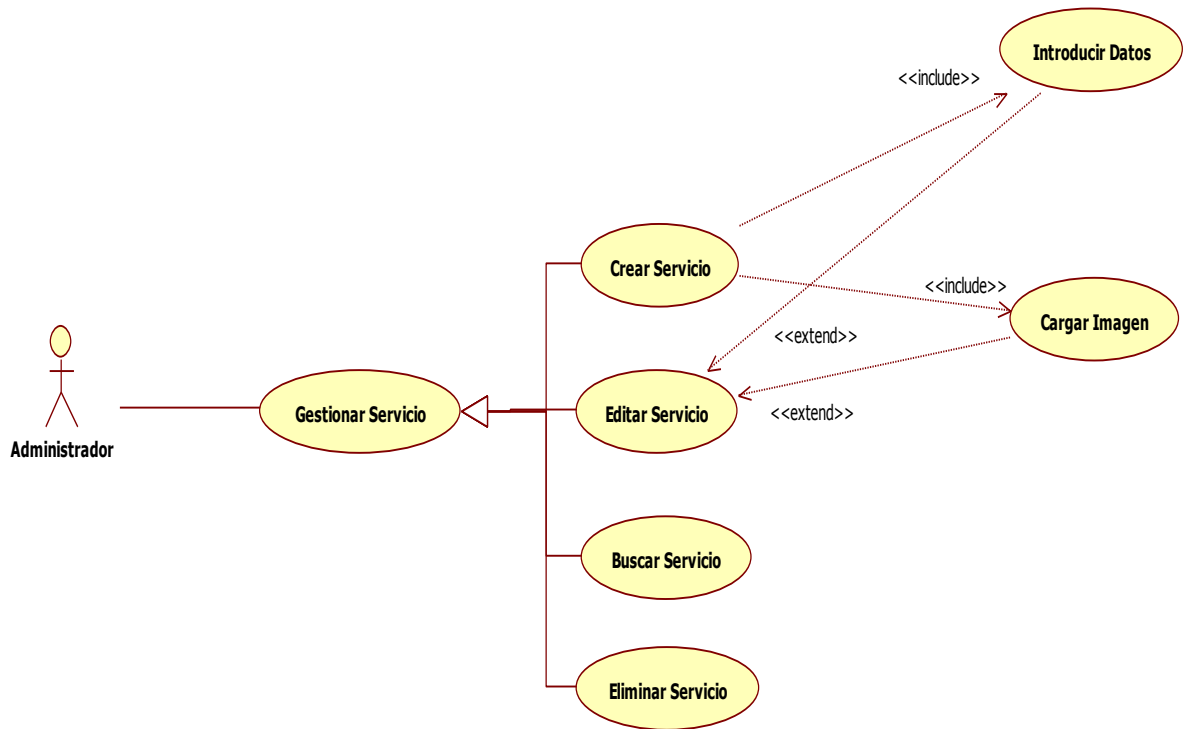 Introducir Datos
<<include>>
Crear Servicio
<<include>>
Cargar Imagen
<<extend>>
Gestionar Servicio
Editar Servicio
<<extend>>
Administrador
Buscar Servicio
Eliminar Servicio